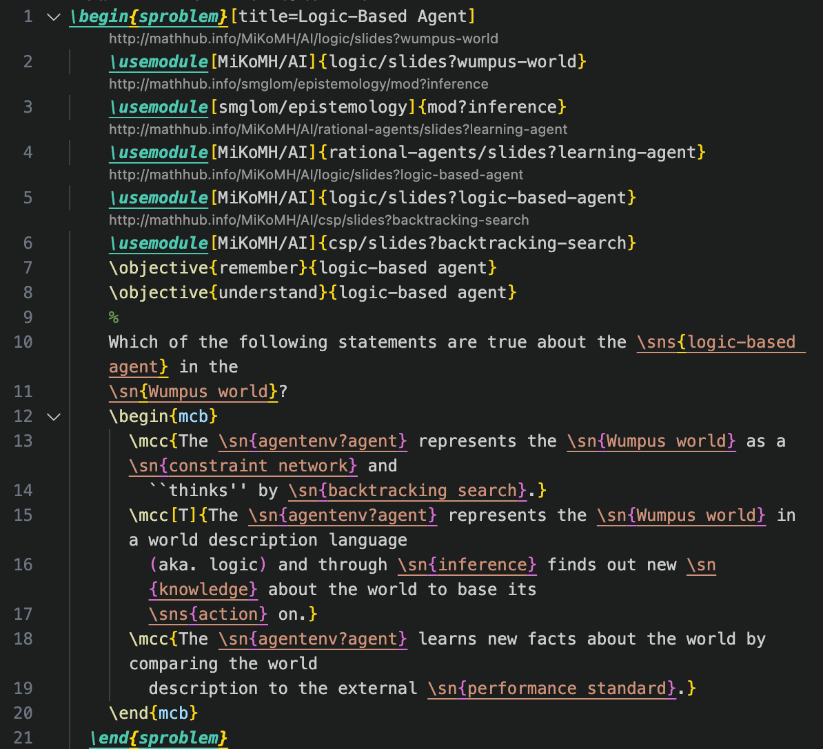 1 \begin{sproblem}[title=Logic-Based Agent]
http://mathhub.info/MiKoMH/AI/logic/slides?wumpus-world
2 \usemodule[MiKoMH/AI]{logic/slides?wumpus-world}
http://mathhub.info/smglom/epistemology/mod?inference
3 \usemodule[smglom/epistemology]{mod?inference}
http://mathhub.info/MiKoMH/AI/rational-agents/slides?learning-agent
4 \usemodule[MiKoMH/AI]{rational-agents/slides?learning-agent}
http://mathhub.info/MiKoMH/AI/logic/slides?logic-based-agent
5 \usemodule[MiKoMH/AI]{logic/slides?logic-based-agent}
http://mathhub.info/MiKoMH/AI/csp/slides?backtracking-search
6 \usemodule[MiKoMH/AI]{csp/slides?backtracking-search}
7 \objective{remember}{logic-based agent}
8 \objective{understand}{logic-based agent}
9 %
10 Which of the following statements are true about the \sns{logic-based
agent} in the
11 \sn{Wumpus world}?
12 \begin{mcb}
13 \mcc{The \sn{agentenv?agent} represents the \sn{Wumpus world} as a
\sn{constraint network} and
14 ``thinks'' by \sn{backtracking search}.}
15 \mcc[T]{The \sn{agentenv?agent} represents the \sn{Wumpus world} in
a world description language
16 (aka. logic) and through \sn{inference} finds out new \sn
{knowledge} about the world to base its
17 \sns{action} on.}
18 \mcc{The \sn{agentenv?agent} learns new facts about the world by
comparing the world
19 description to the external \sn{performance standard}.}
20 \end{mcb}
21 \end{sproblem}